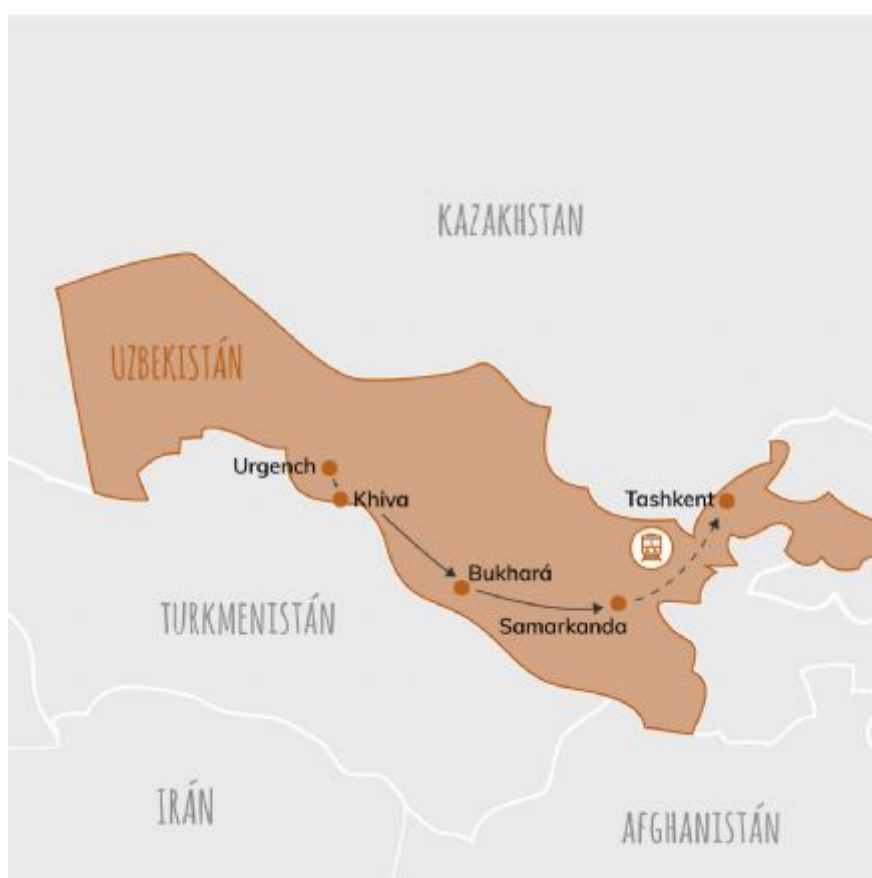 KAZAKHSTAN
UZBEKISTÁN
Urgench
Khiva
Tashkent
Bukhará
Samarkanda
TURKMENISTÁN
IRÁN
AFGHANISTÁN